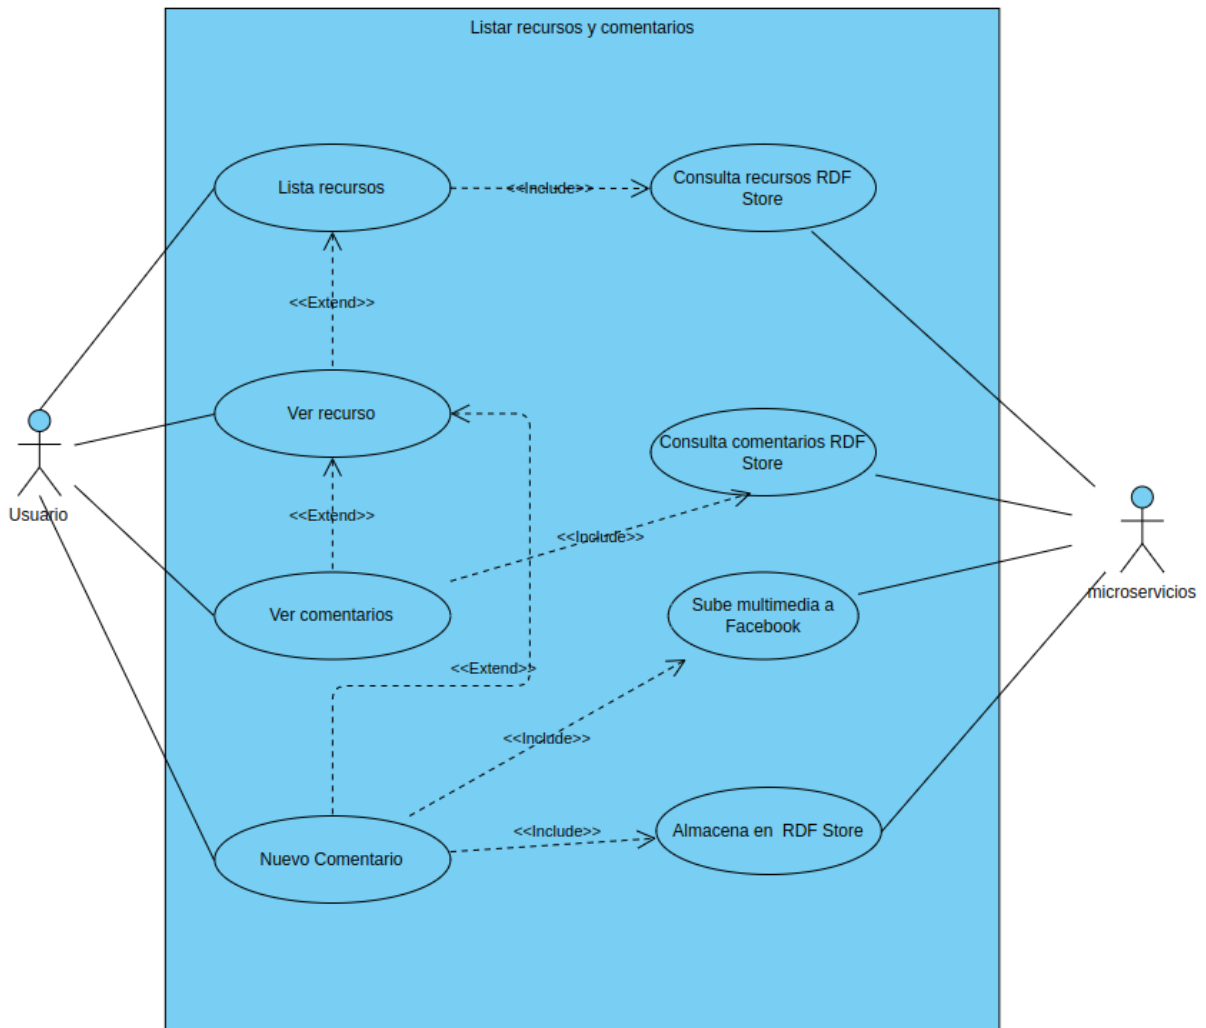 Listar recursos y comentarios
Lista recursos
<<Include>>
Consulta recursos RDF
Store
<<Extend>>
Ver recurso
Consulta comentarios RDF
Store
Usuario
<<Extend>>
<<Include>>
microservicios
Ver comentarios
Sube multimedia a
Facebook
<<Extend>>
<<Include>>
Nuevo Comentario
<<Include>>
Almacena en  RDF Store